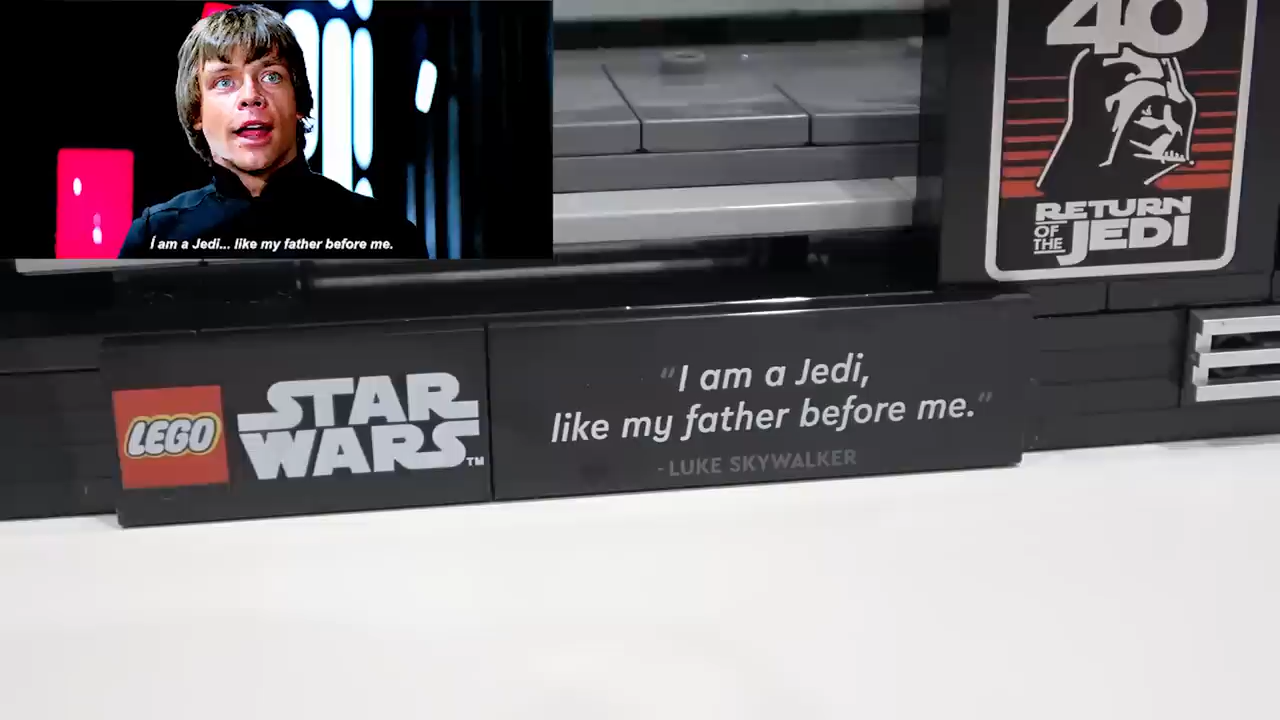 I am a Jedi... like my father before me.
40
RETURN
OF
THE
JEDI
LEGO
STAR
WARS™
“I am a Jedi,
like my father before me.”
- LUKE SKYWALKER